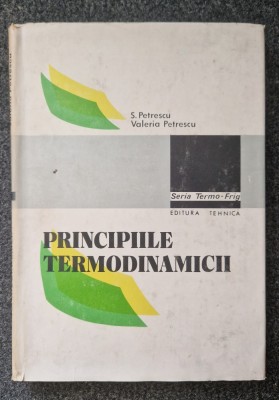 S. Petrescu
Valeria Petrescu
Seria Termo-Frig
EDITURA TEHNICA
PRINCIPIILE
TERMODINAMICII